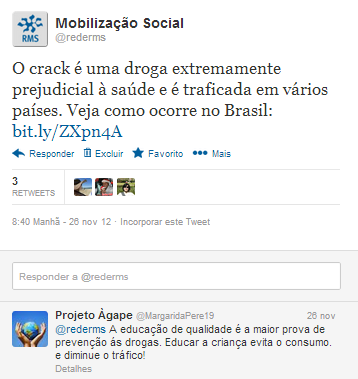 RMS
Mobilização Social
@rederms
O crack é uma droga extremamente
prejudicial à saúde e é traficada em vários
países. Veja como ocorre no Brasil:
bit.ly/ZXpn4A
Responder Excluir Favorito Mais
3
RETWEETS
8:40 Manhã - 26 nov 12 · Incorporar este Tweet
Responder a @rederms
Projeto Àgape @MargaridaPere19 26 nov
@rederms A educação de qualidade é a maior prova de
prevenção ás drogas. Educar a criança evita o consumo.
e diminue o tráfico!
Detalhes